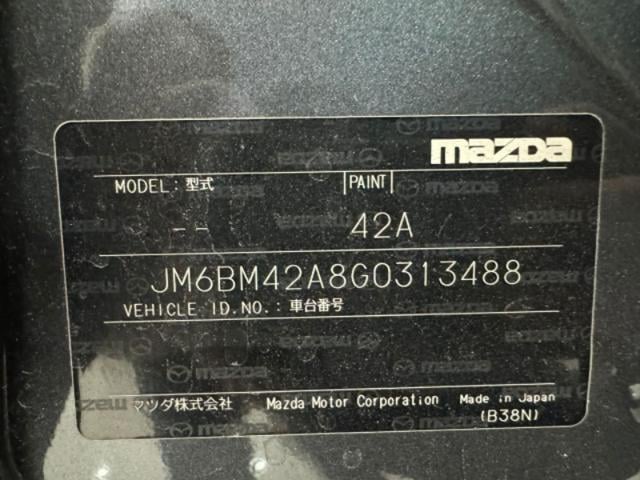 mazda
MODEL: 型式 |PAINT|
-- 42A
JM6BM42A8G0313488
VEHICLE ID.NO.: 車台番号
マツダ株式会社 Mazda Motor Corporation Made in Japan
(B38N)